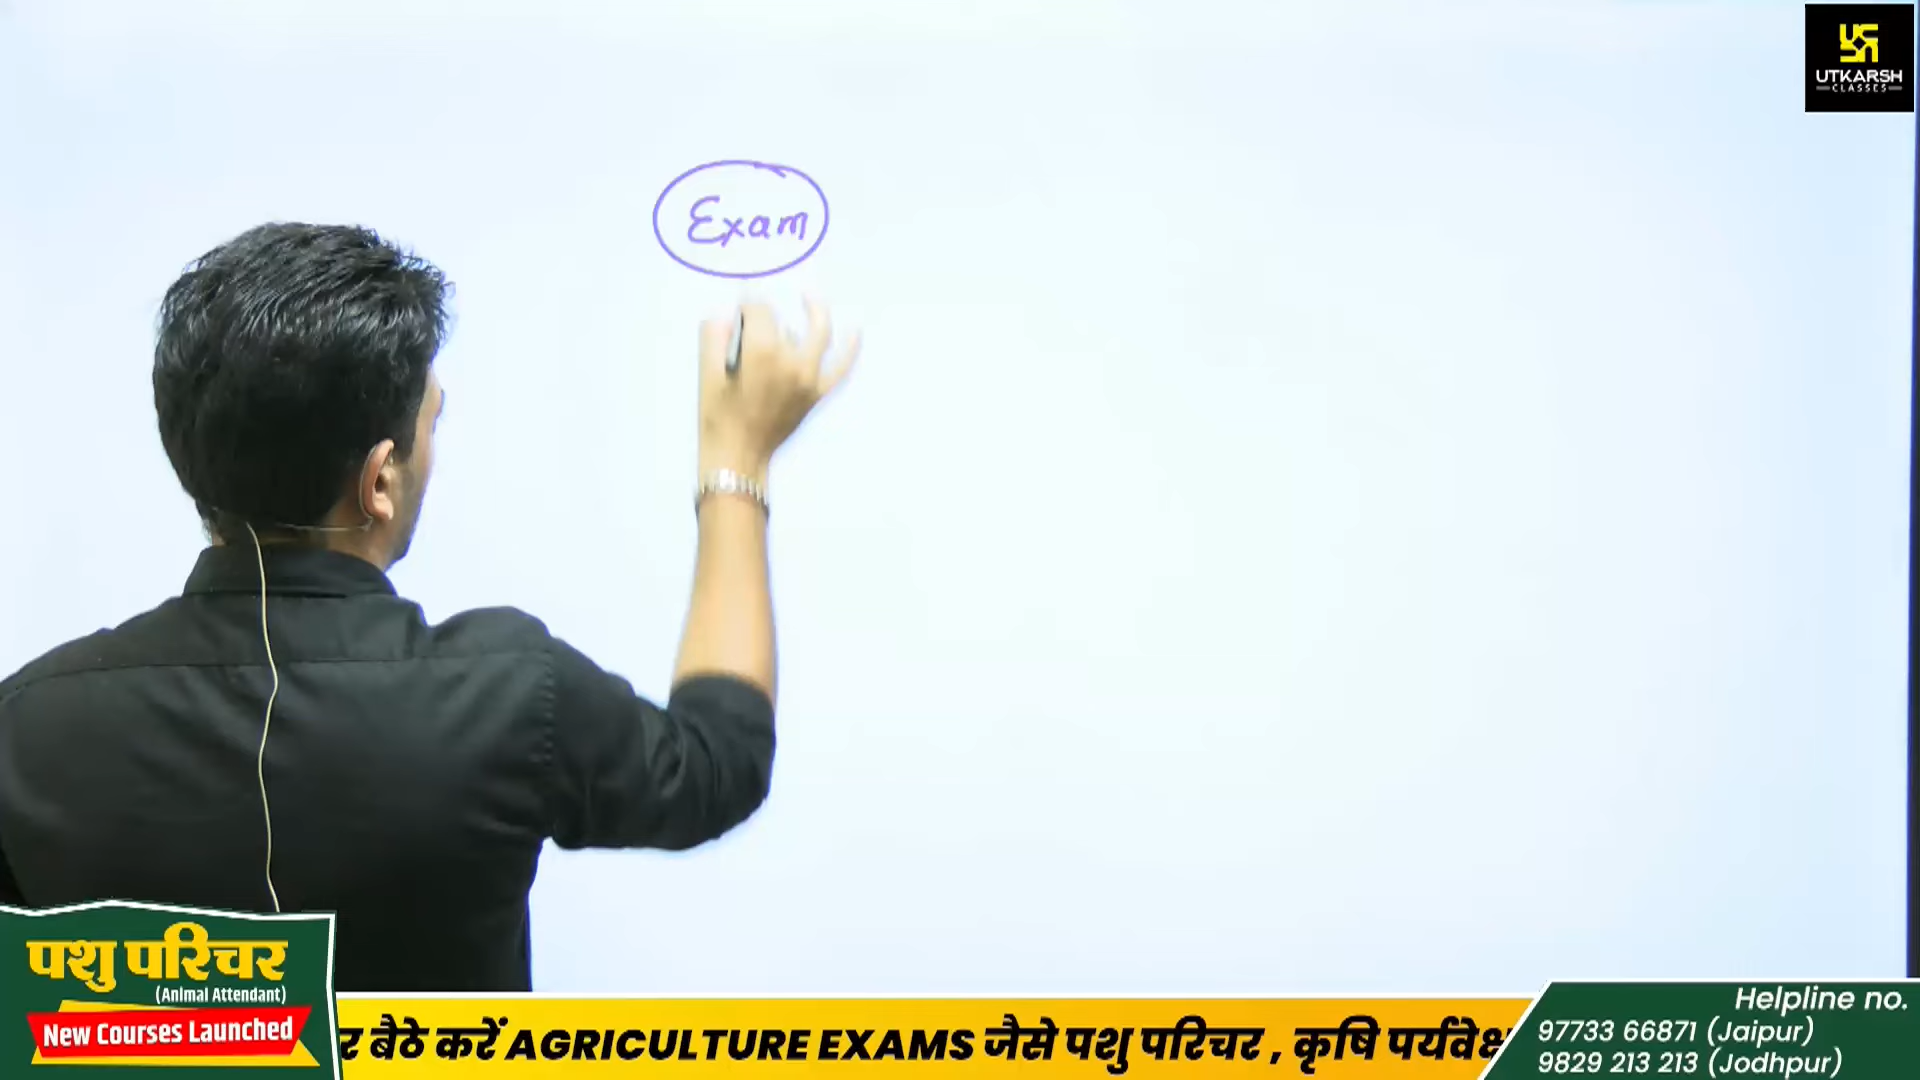 UTKARSH
CLASSES
Exam
पशु परिचर
(Animal Attendant)
New Courses Launched
र बैठे करें AGRICULTURE EXAMS जैसे पशु परिचर , कृषि पर्यवेक्ष
Helpline no.
97733 66871 (Jaipur)
9829 213 213 (Jodhpur)